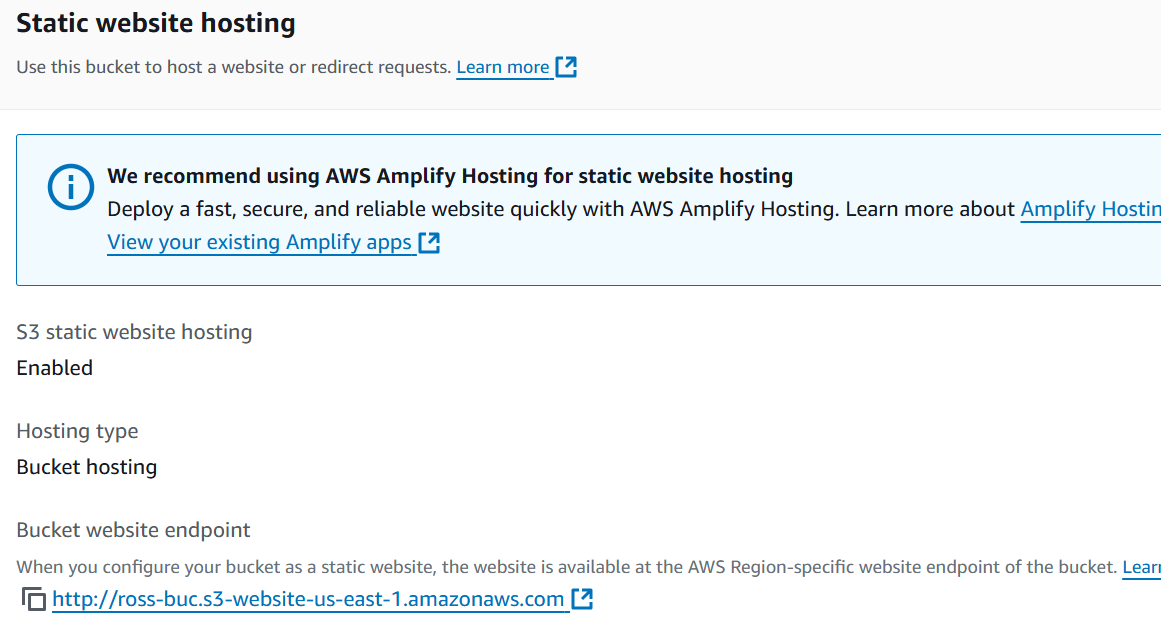 Static website hosting
Use this bucket to host a website or redirect requests. Learn more
We recommend using AWS Amplify Hosting for static website hosting
Deploy a fast, secure, and reliable website quickly with AWS Amplify Hosting. Learn more about Amplify Hostin
View your existing Amplify apps
S3 static website hosting
Enabled
Hosting type
Bucket hosting
Bucket website endpoint
When you configure your bucket as a static website, the website is available at the AWS Region-specific website endpoint of the bucket. Lear
http://ross-buc.s3-website-us-east-1.amazonaws.com